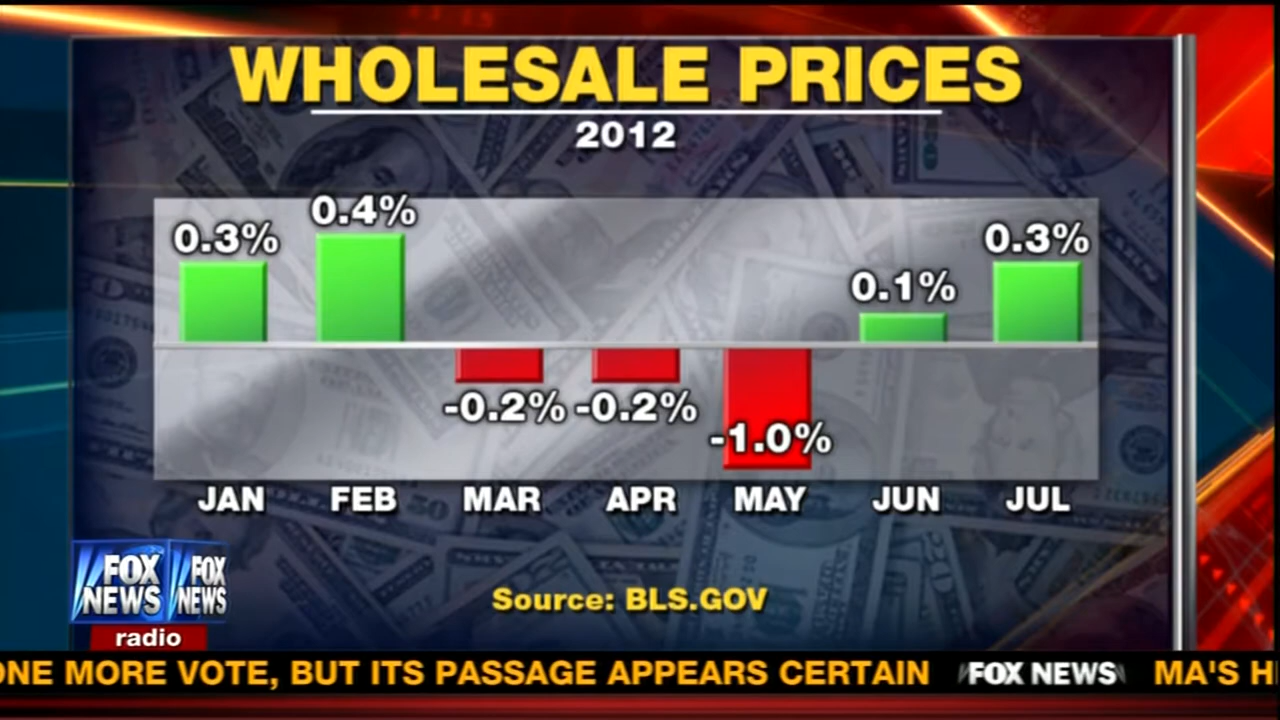 WHOLESALE PRICES
2012
0.3%
0.4%
-0.2%
-0.2%
-1.0%
0.1%
0.3%
JAN FEB MAR APR MAY JUN JUL
Source: BLS.GOV
FOX NEWS FOX NEWS
radio
MORE VOTE, BUT ITS PASSAGE APPEARS CERTAIN FOX NEWS MA'S